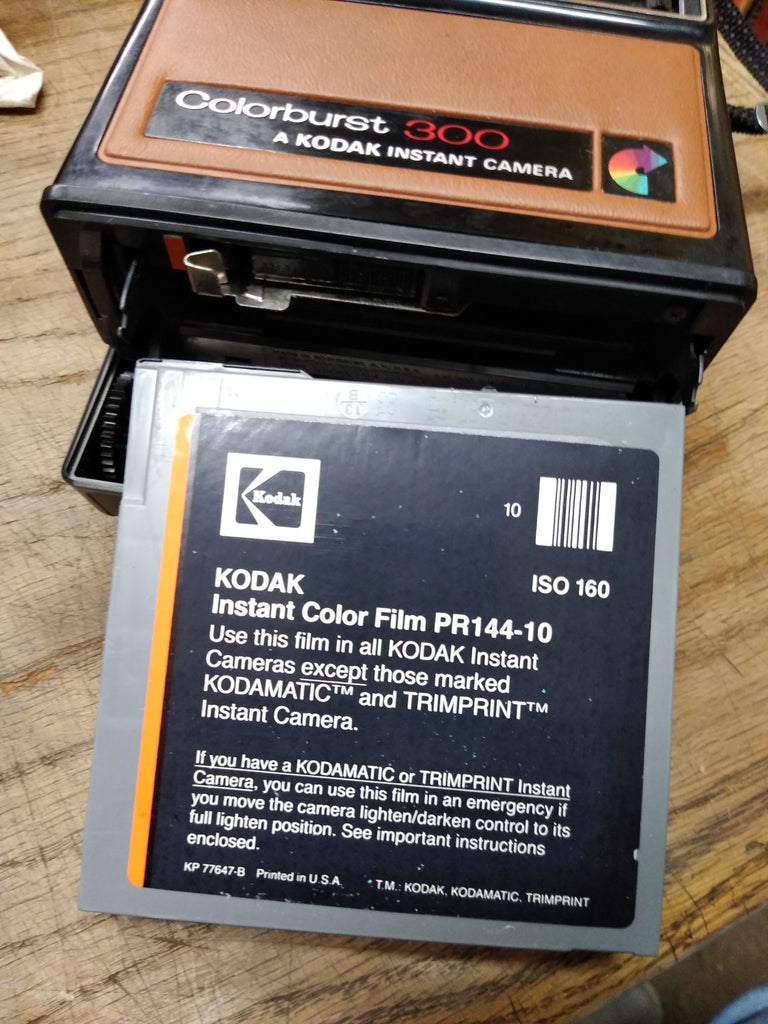 Colorburst 300
A KODAK INSTANT CAMERA
Kodak
10
ISO 160
KODAK
Instant Color Film PR144-10
Use this film in all KODAK Instant
Cameras except those marked
KODAMATIC™ and TRIMPRINT™
Instant Camera.
If you have a KODAMATIC or TRIMPRINT Instant
Camera, you can use this film in an emergency if
you move the camera lighten/darken control to its
full lighten position. See important instructions
enclosed.
KP 77647-B Printed in U.S.A. T.M.: KODAK, KODAMATIC, TRIMPRINT